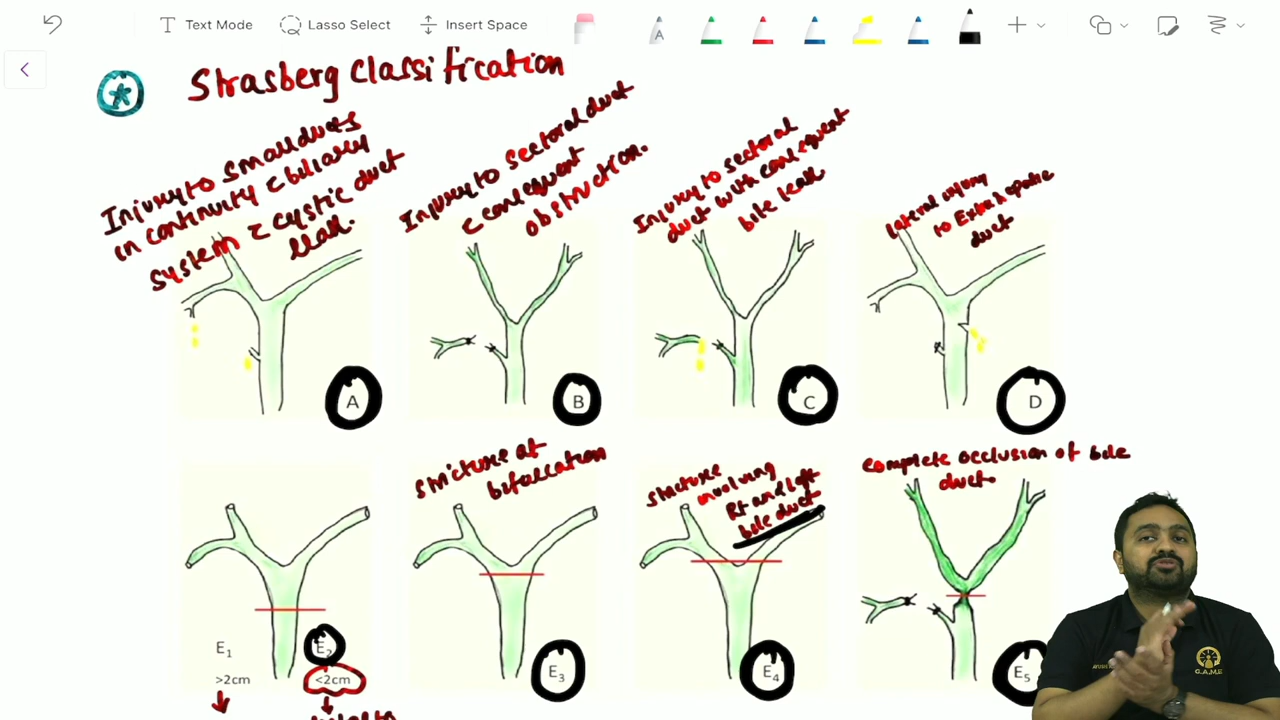 Text Mode
Lasso Select
Insert Space
Strasberg classification
Injury to small ducts
in continuity c biliary
system c cystic duct
leak.
Injury to sectoral duct
c consequent
obstruction.
Injury to sectoral
duct with consequent
bile leak
lateral injury
to Extrahepatic
duct
A
B
C
D
stricture at
bifurcation
stricture
involving
Rt and left
bile duct
complete occlusion of bile
duct.
E₁
>2cm
E₂
<2cm
E₃
E₄
E₅
G.A.M.E